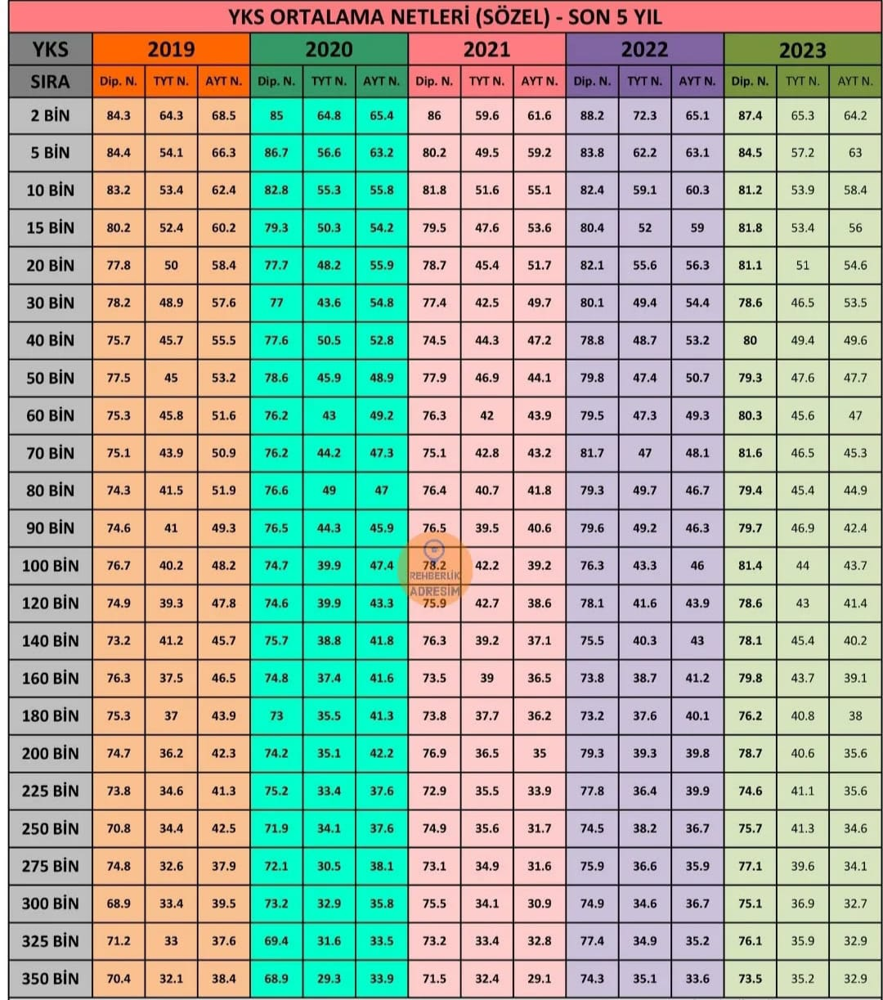 YKS ORTALAMA NETLERİ (SÖZEL) - SON 5 YIL
YKS 2019 2020 2021 2022 2023
SIRA Dip. N. TYT N. AYT N. Dip. N. TYT N. AYT N. Dip. N. TYT N. AYT N. Dip. N. TYT N. AYT N. Dip. N. TYT N. AYT N.
2 BİN 84.3 64.3 68.5 85 64.8 65.4 86 59.6 61.6 88.2 72.3 65.1 87.4 65.3 64.2
5 BİN 84.4 54.1 66.3 86.7 56.6 63.2 80.2 49.5 59.2 83.8 62.2 63.1 84.5 57.2 63
10 BİN 83.2 53.4 62.4 82.8 55.3 55.8 81.8 51.6 55.1 82.4 59.1 60.3 81.2 53.9 58.4
15 BİN 80.2 52.4 60.2 79.3 50.3 54.2 79.5 47.6 53.6 80.4 52 59 81.8 53.4 56
20 BİN 77.8 50 58.4 77.7 48.2 55.9 78.7 45.4 51.7 82.1 55.6 56.3 81.1 51 54.6
30 BİN 78.2 48.9 57.6 77 43.6 54.8 77.4 42.5 49.7 80.1 49.4 54.4 78.6 46.5 53.5
40 BİN 75.7 45.7 55.5 77.6 50.5 52.8 74.5 44.3 47.2 78.8 48.7 53.2 80 49.4 49.6
50 BİN 77.5 45 53.2 78.6 45.9 48.9 77.9 46.9 44.1 79.8 47.4 50.7 79.3 47.6 47.7
60 BİN 75.3 45.8 51.6 76.2 43 49.2 76.3 42 43.9 79.5 47.3 49.3 80.3 45.6 47
70 BİN 75.1 43.9 50.9 76.2 44.2 47.3 75.1 42.8 43.2 81.7 47 48.1 81.6 46.5 45.3
80 BİN 74.3 41.5 51.9 76.6 49 47 76.4 40.7 41.8 79.3 49.7 46.7 79.4 45.4 44.9
90 BİN 74.6 41 49.3 76.5 44.3 45.9 76.5 39.5 40.6 79.6 49.2 46.3 79.7 46.9 42.4
100 BİN 76.7 40.2 48.2 74.7 39.9 47.4 78.2 42.2 39.2 76.3 43.3 46 81.4 44 43.7
REHBERLİK
ADRESİM
120 BİN 74.9 39.3 47.8 74.6 39.9 43.3 75.9 42.7 38.6 78.1 41.6 43.9 78.6 43 41.4
140 BİN 73.2 41.2 45.7 75.7 38.8 41.8 76.3 39.2 37.1 75.5 40.3 43 78.1 45.4 40.2
160 BİN 76.3 37.5 46.5 74.8 37.4 41.6 73.5 39 36.5 73.8 38.7 41.2 79.8 43.7 39.1
180 BİN 75.3 37 43.9 73 35.5 41.3 73.8 37.7 36.2 73.2 37.6 40.1 76.2 40.8 38
200 BİN 74.7 36.2 42.3 74.2 35.1 42.2 76.9 36.5 35 79.3 39.3 39.8 78.7 40.6 35.6
225 BİN 73.8 34.6 41.3 75.2 33.4 37.6 72.9 35.5 33.9 77.8 36.4 39.9 74.6 41.1 35.6
250 BİN 70.8 34.4 42.5 71.9 34.1 37.6 74.9 35.6 31.7 74.5 38.2 36.7 75.7 41.3 34.6
275 BİN 74.8 32.6 37.9 72.1 30.5 38.1 73.1 34.9 31.6 75.9 36.6 35.9 77.1 39.6 34.1
300 BİN 68.9 33.4 39.5 73.2 32.9 35.8 75.5 34.1 30.9 74.9 34.6 36.7 75.1 36.9 32.7
325 BİN 71.2 33 37.6 69.4 31.6 33.5 73.2 33.4 32.8 77.4 34.9 35.2 76.1 35.9 32.9
350 BİN 70.4 32.1 38.4 68.9 29.3 33.9 71.5 32.4 29.1 74.3 35.1 33.6 73.5 35.2 32.9